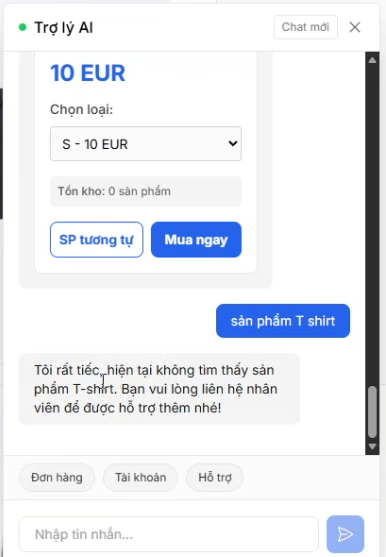 Trợ lý AI
Chat mới
10 EUR
Chọn loại:
S - 10 EUR
Tồn kho: 0 sản phẩm
SP tương tự
Mua ngay
sản phẩm T shirt
Tôi rất tiếc, hiện tại không tìm thấy sản
phẩm T-shirt. Bạn vui lòng liên hệ nhân
viên để được hỗ trợ thêm nhé!
Đơn hàng
Tài khoản
Hỗ trợ
Nhập tin nhắn...